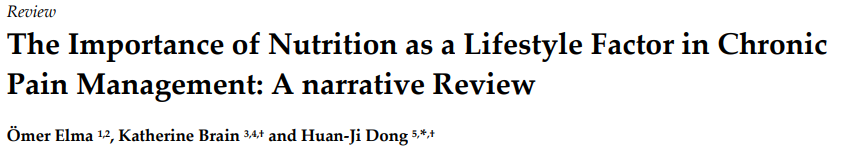 Review
The Importance of Nutrition as a Lifestyle Factor in Chronic
Pain Management: A narrative Review
Ömer Elma 1,2, Katherine Brain 3,4,† and Huan-Ji Dong 5,*,†